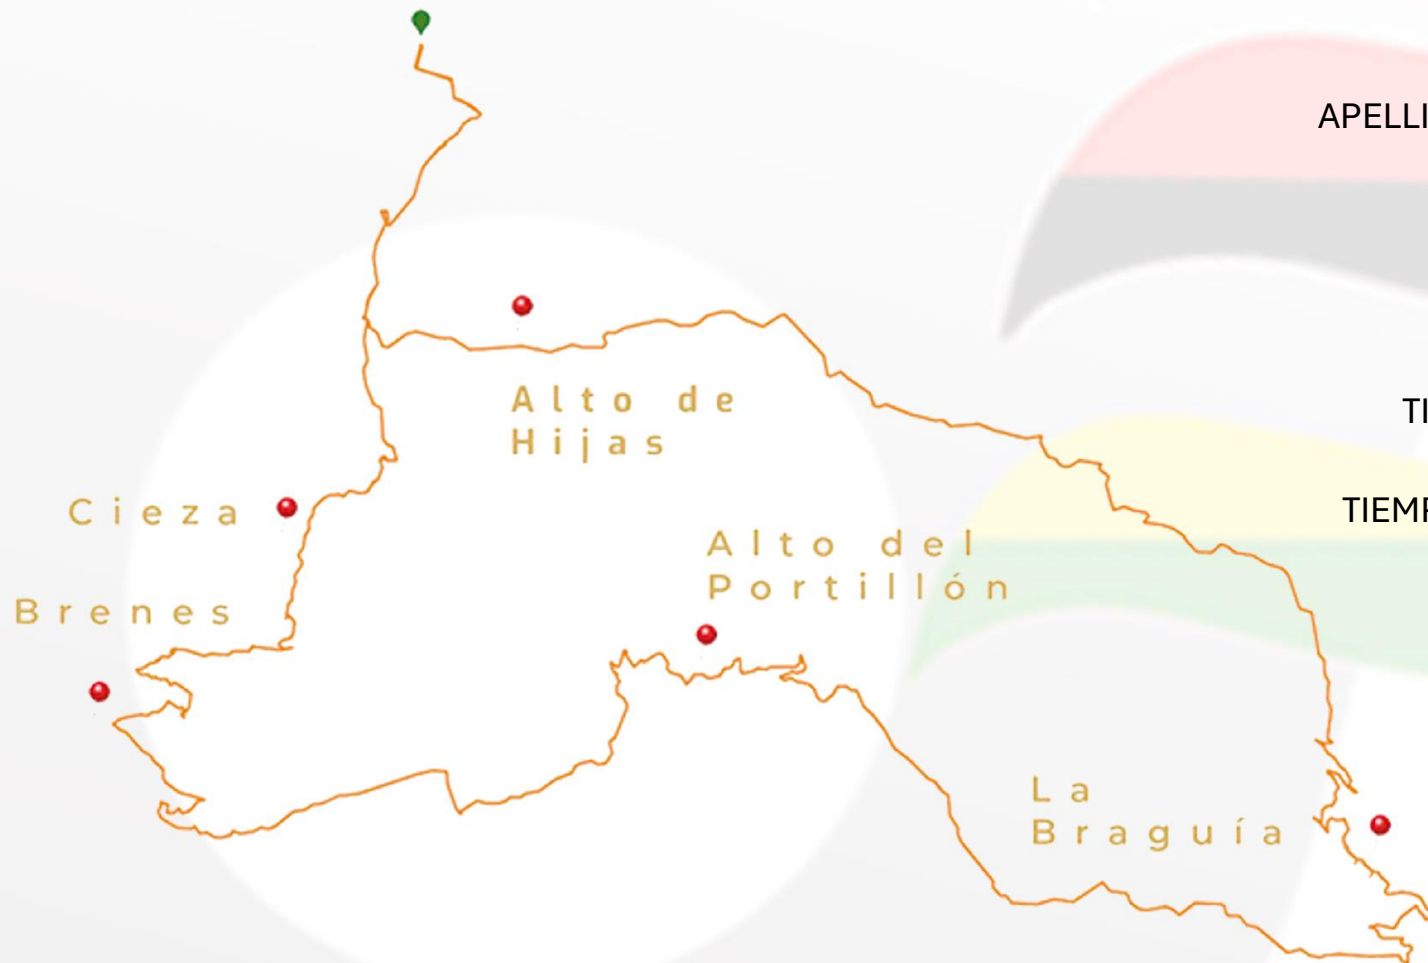 APELLI
Alto de
Hijas
TI
Cieza
TIEMP
Alto del
Portillón
Brenes
La
Braguía